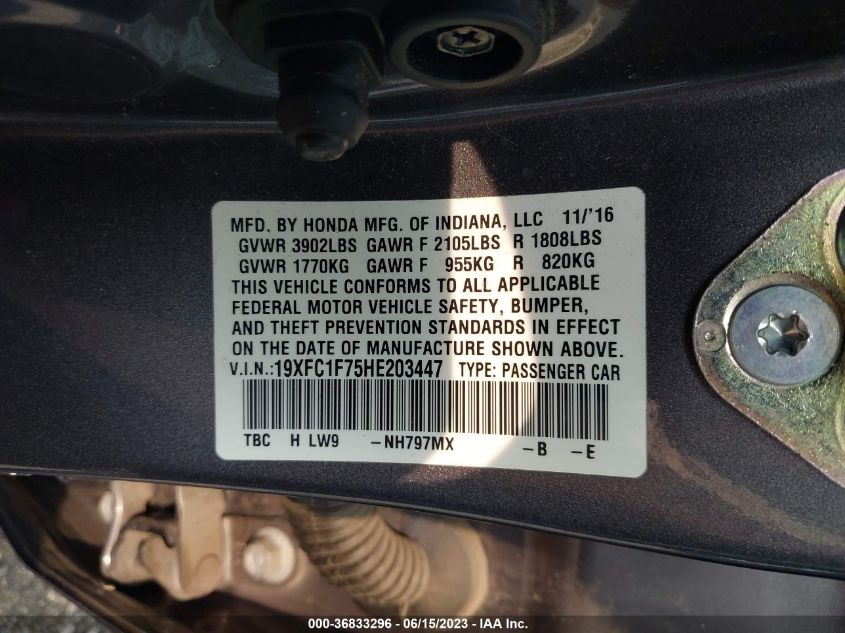 MFD. BY HONDA MFG. OF INDIANA, LLC 11/'16
GVWR 3902LBS GAWR F 2105LBS R 1808LBS
GVWR 1770KG GAWR F 955KG R 820KG
THIS VEHICLE CONFORMS TO ALL APPLICABLE
FEDERAL MOTOR VEHICLE SAFETY, BUMPER,
AND THEFT PREVENTION STANDARDS IN EFFECT
ON THE DATE OF MANUFACTURE SHOWN ABOVE.
V.I.N.:19XFC1F75HE203447 TYPE: PASSENGER CAR
TBC H LW9 -NH797MX -B -E
000-36833296 - 06/15/2023 - IAA Inc.